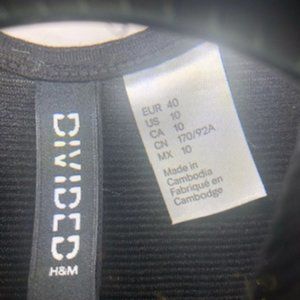 DIVIDED
H&M
EUR 40
US 10
CA 10
CN 170/92A
MX 10
Made in
Cambodia
Fabriqué en
Cambodge